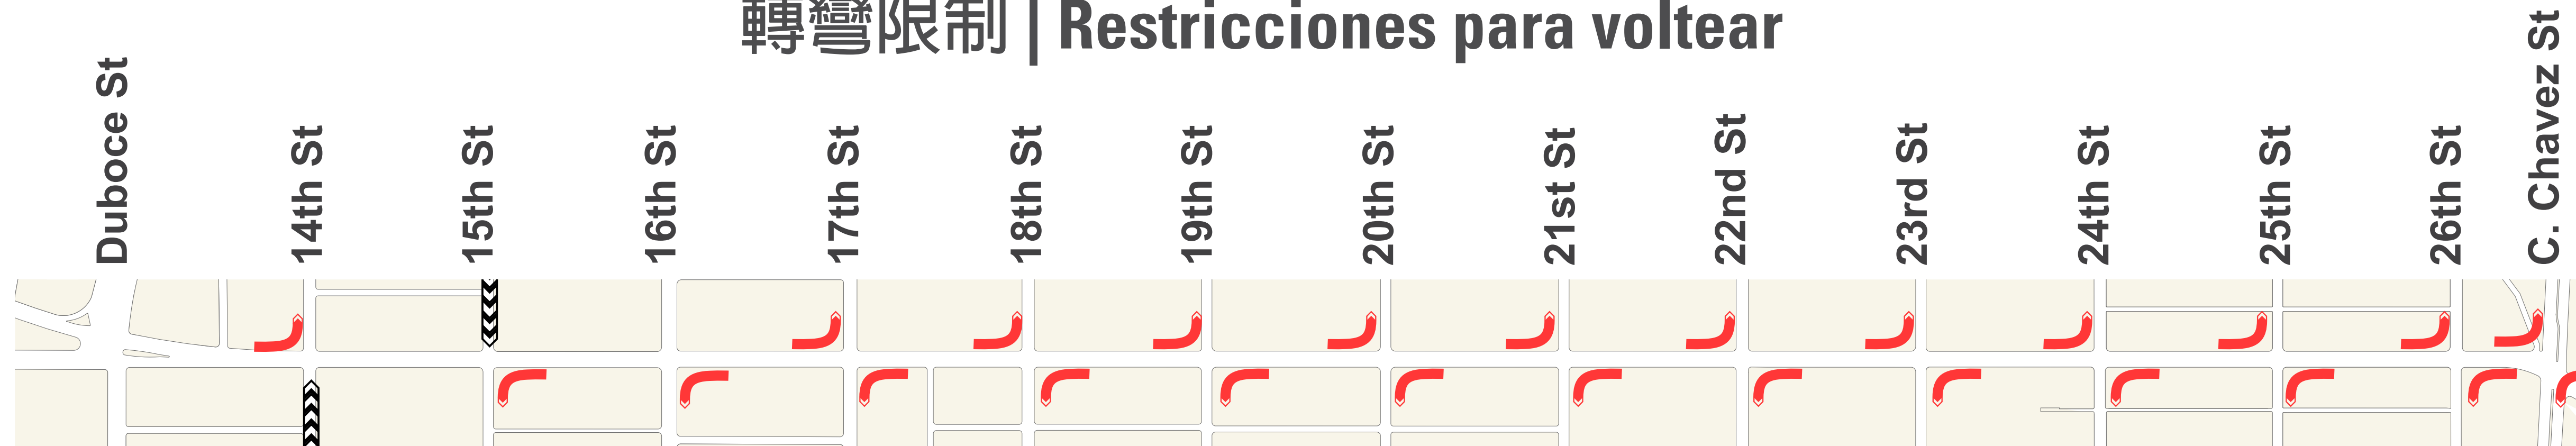 轉彎限制 | Restricciones para voltear
Duboce St
14th St
15th St
16th St
17th St
18th St
19th St
20th St
21st St
22nd St
23rd St
24th St
25th St
26th St
C. Chavez St